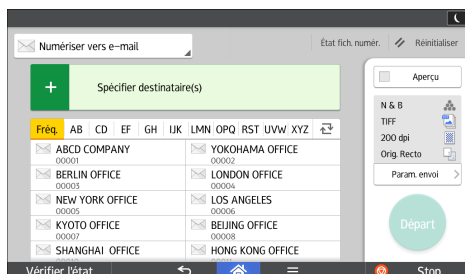 Numériser vers e-mail
État fich. numér.
Réinitialiser
+ Spécifier destinataire(s)
Aperçu
Fréq. AB CD EF GH IJK LMN OPQ RST UVW XYZ
N & B
TIFF
200 dpi
Orig. Recto
Param. envoi
Départ
ABCD COMPANY
00001
YOKOHAMA OFFICE
00002
BERLIN OFFICE
00003
LONDON OFFICE
00004
NEW YORK OFFICE
00005
LOS ANGELES
00006
KYOTO OFFICE
00007
BEIJING OFFICE
00008
SHANGHAI OFFICE
HONG KONG OFFICE
Vérifier l'état
Stop